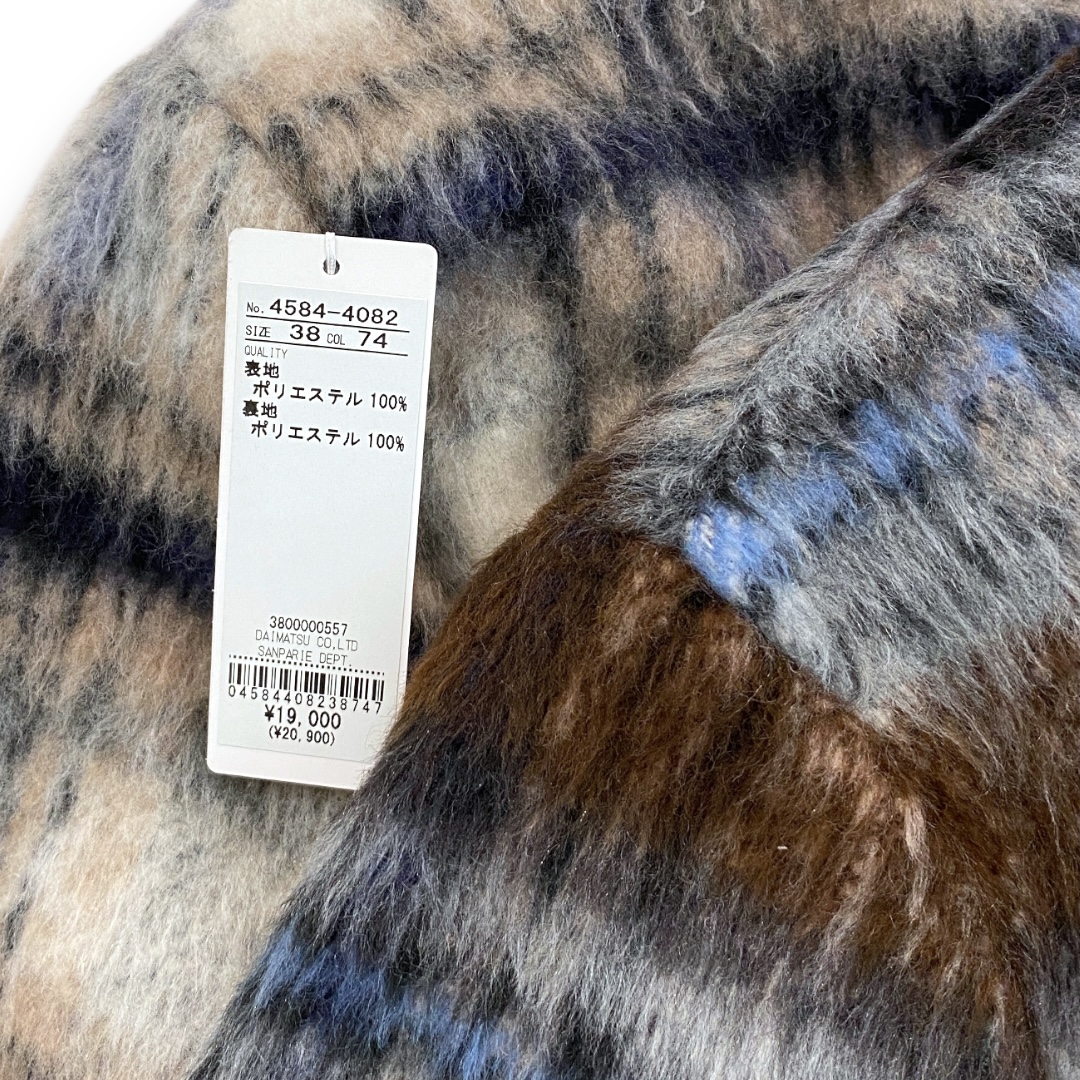 No. 4584-4082
SIZE 38 COL 74
QUALITY
表地
ポリエステル 100%
裏地
ポリエステル 100%
3800000557
DAIMATSU CO,LTD
SANPARIE DEPT.
04584408238747
¥19,000
(¥20,900)